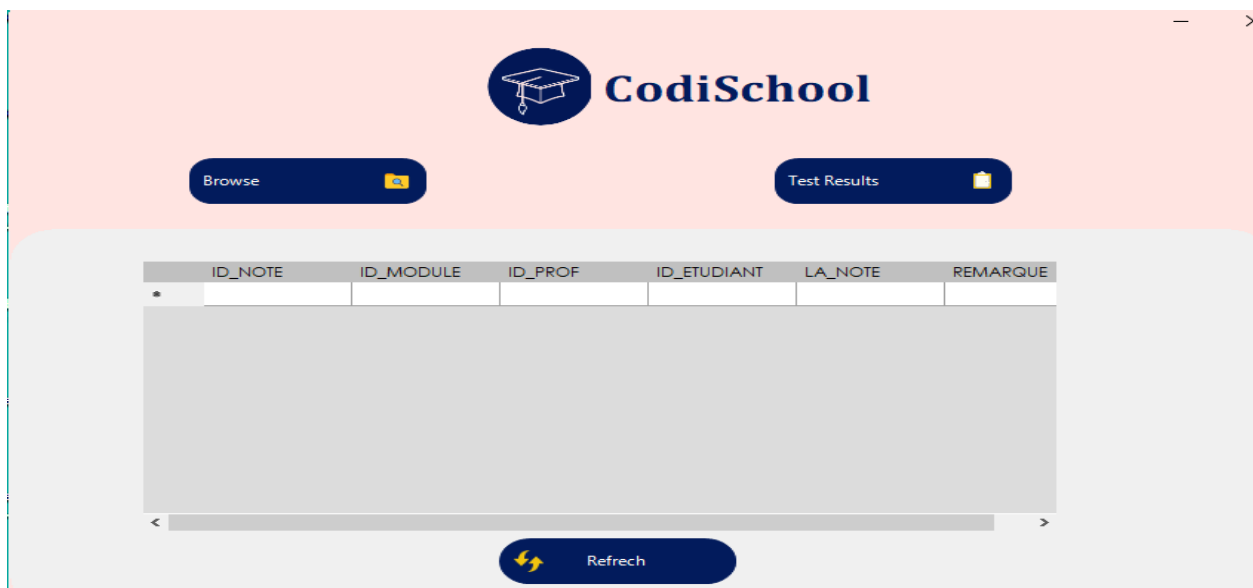 CodiSchool
Browse
Test Results
ID_NOTE ID_MODULE ID_PROF ID_ETUDIANT LA_NOTE REMARQUE
Refrech